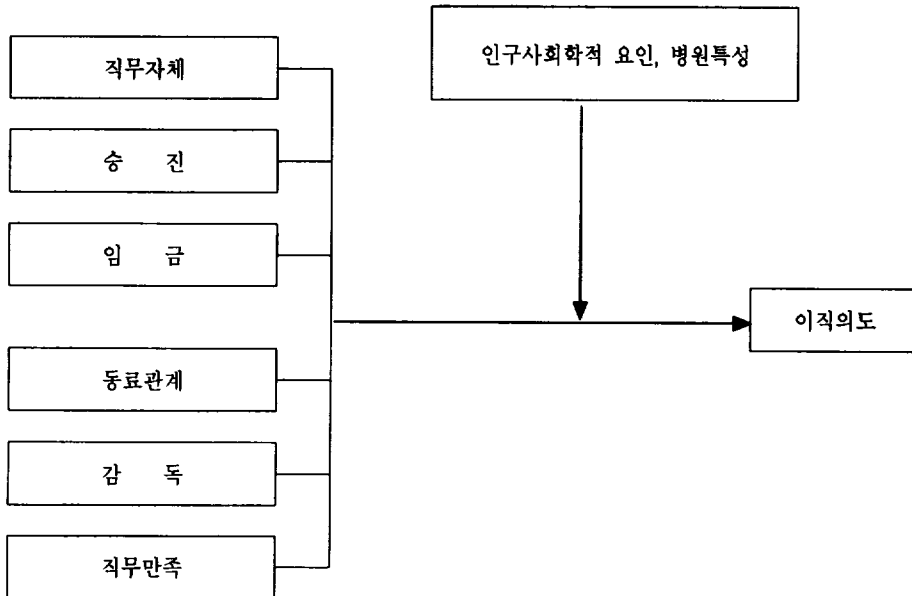 직무자체
승 진
임 금
동료관계
감 독
직무만족
인구사회학적 요인, 병원특성
이직의도